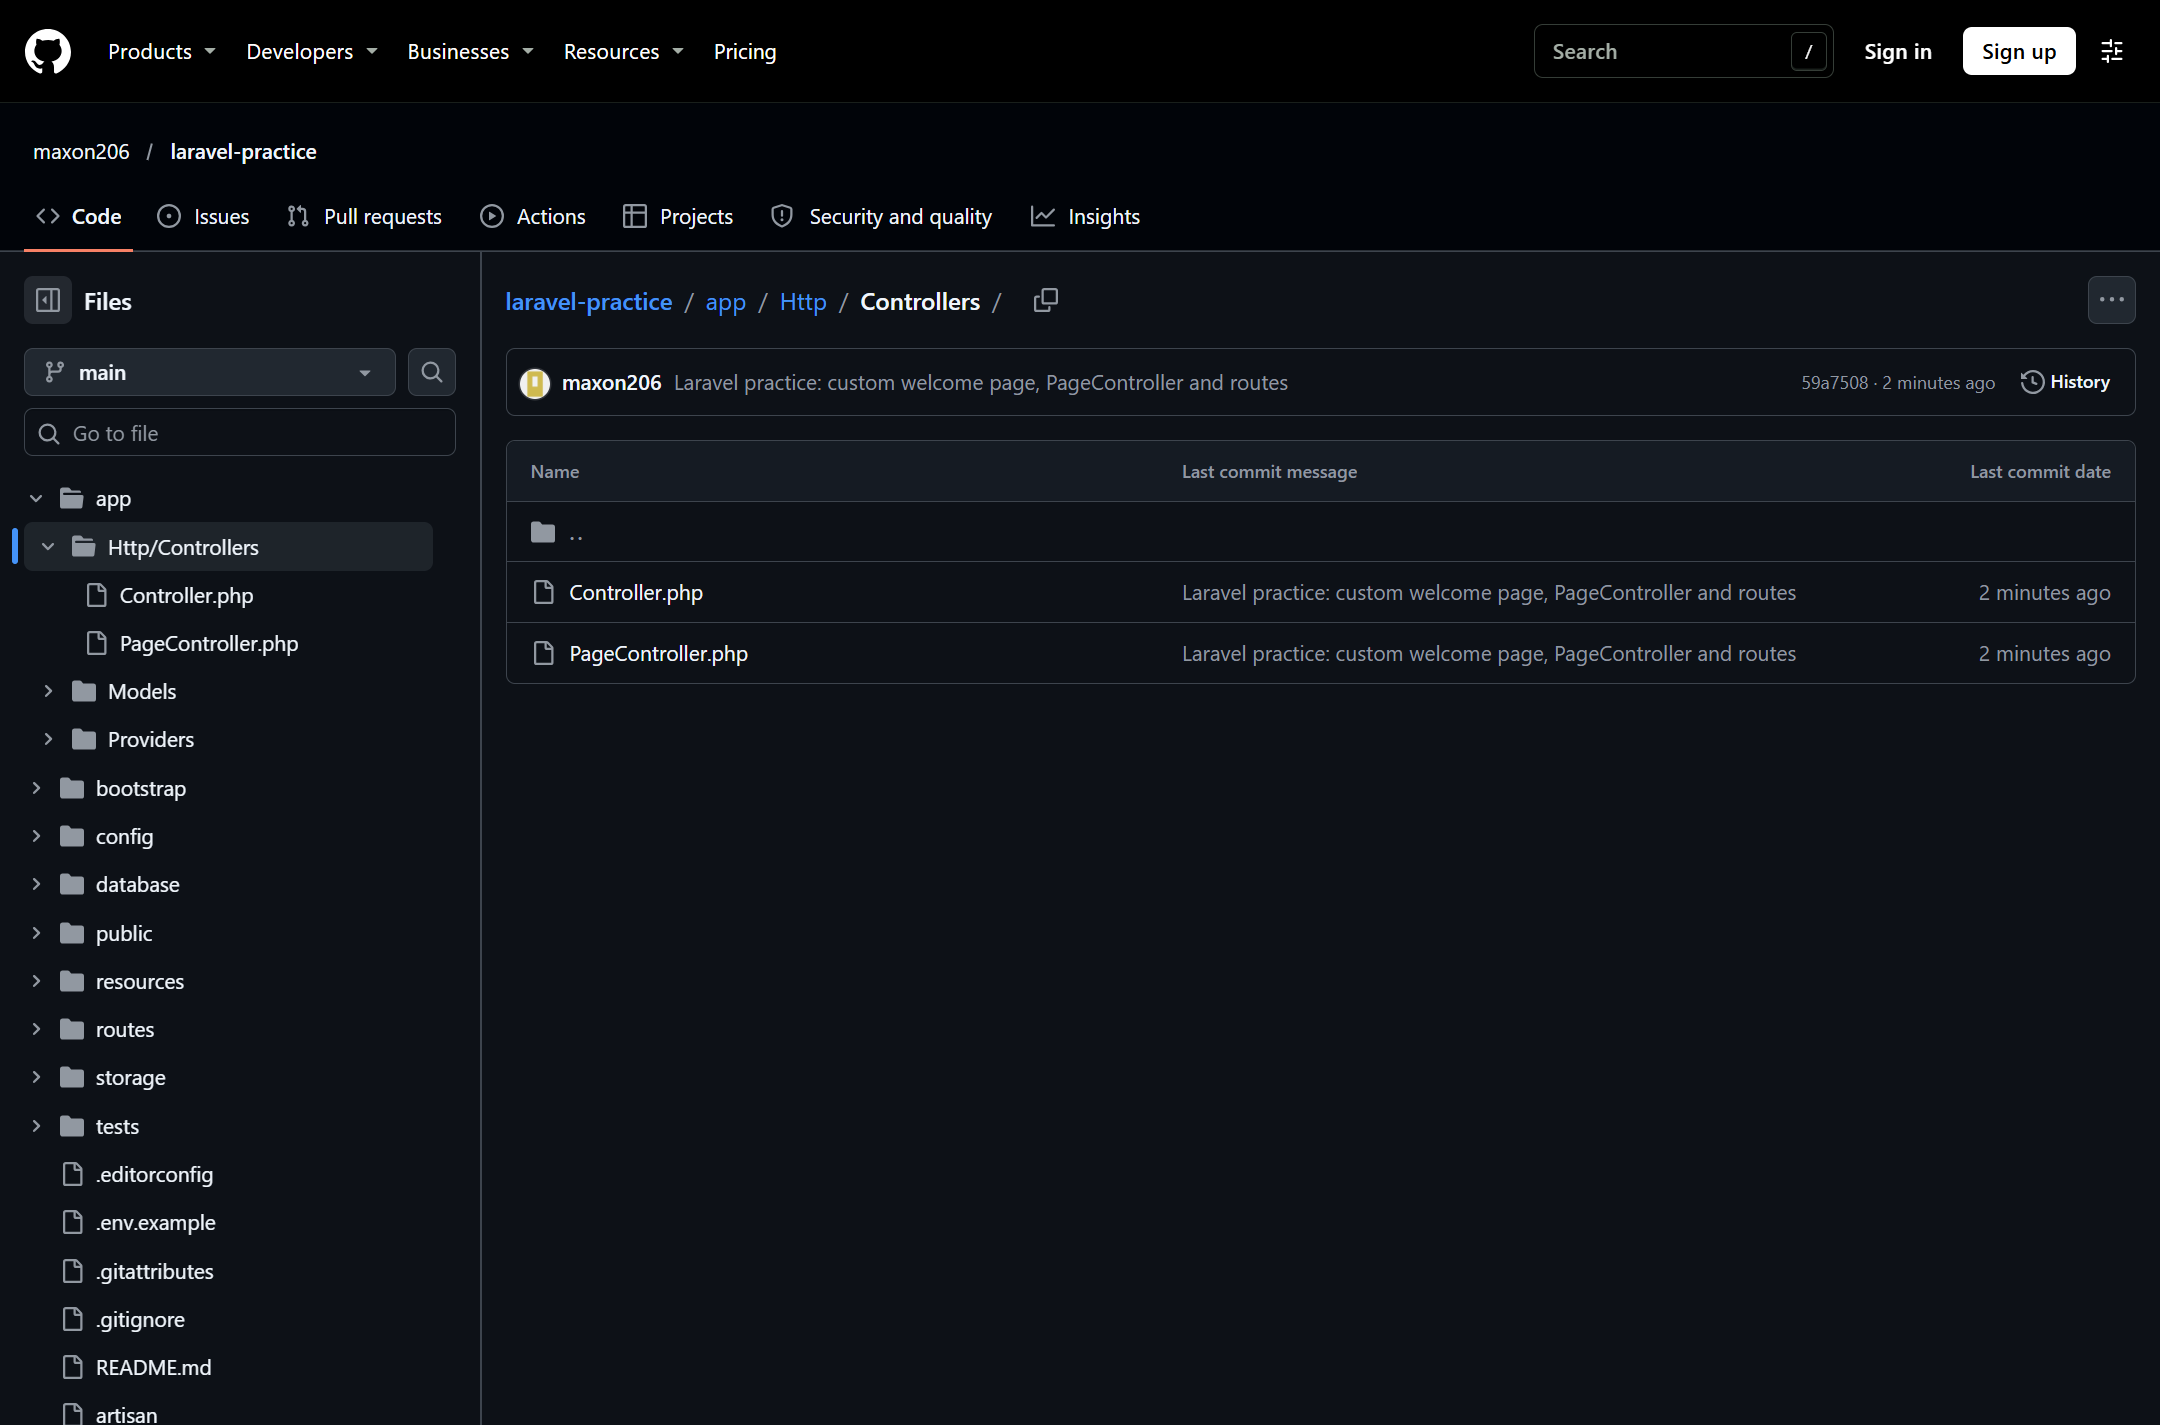 Products Developers Businesses Resources Pricing Search / Sign in Sign up
maxon206 / laravel-practice
Code Issues Pull requests Actions Projects Security and quality Insights
Files
main
Go to file
app
Http/Controllers
Controller.php
PageController.php
Models
Providers
bootstrap
config
database
public
resources
routes
storage
tests
.editorconfig
.env.example
.gitattributes
.gitignore
README.md
artisan
laravel-practice / app / Http / Controllers /
maxon206 Laravel practice: custom welcome page, PageController and routes 59a7508 · 2 minutes ago History
Name Last commit message Last commit date
..
Controller.php Laravel practice: custom welcome page, PageController and routes 2 minutes ago
PageController.php Laravel practice: custom welcome page, PageController and routes 2 minutes ago